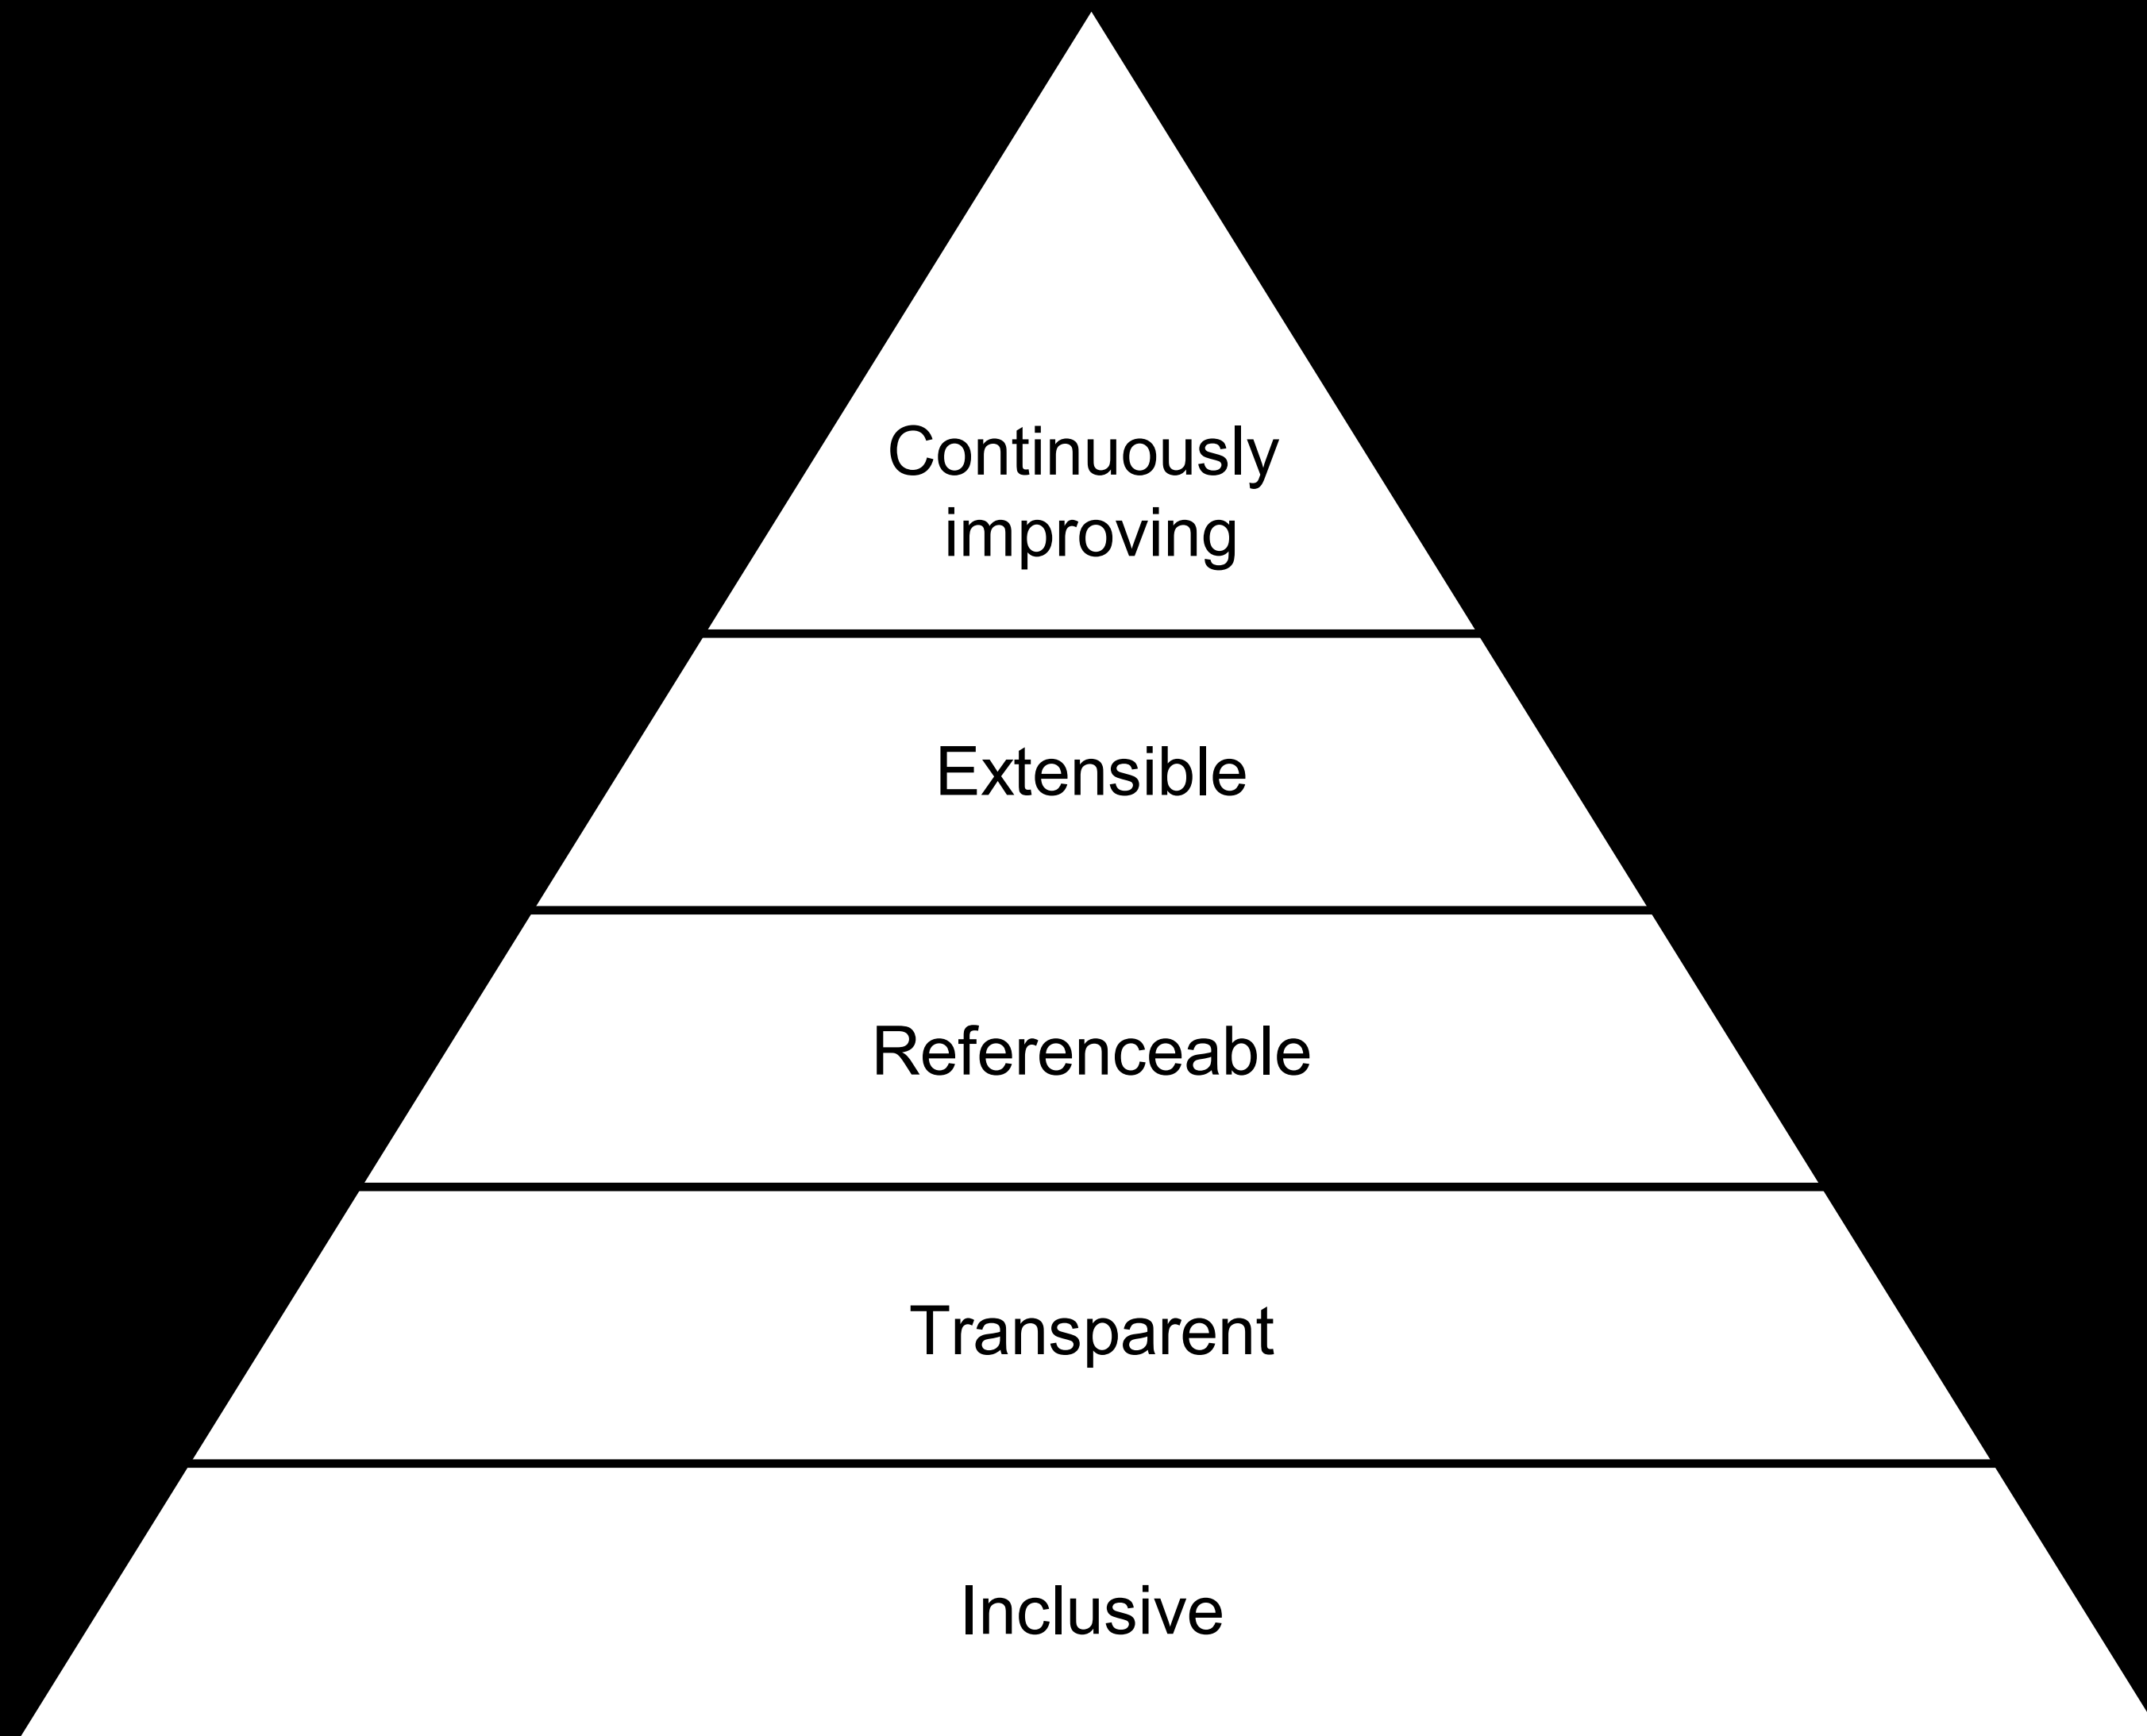 Continuously
improving
Extensible
Referenceable
Transparent
Inclusive